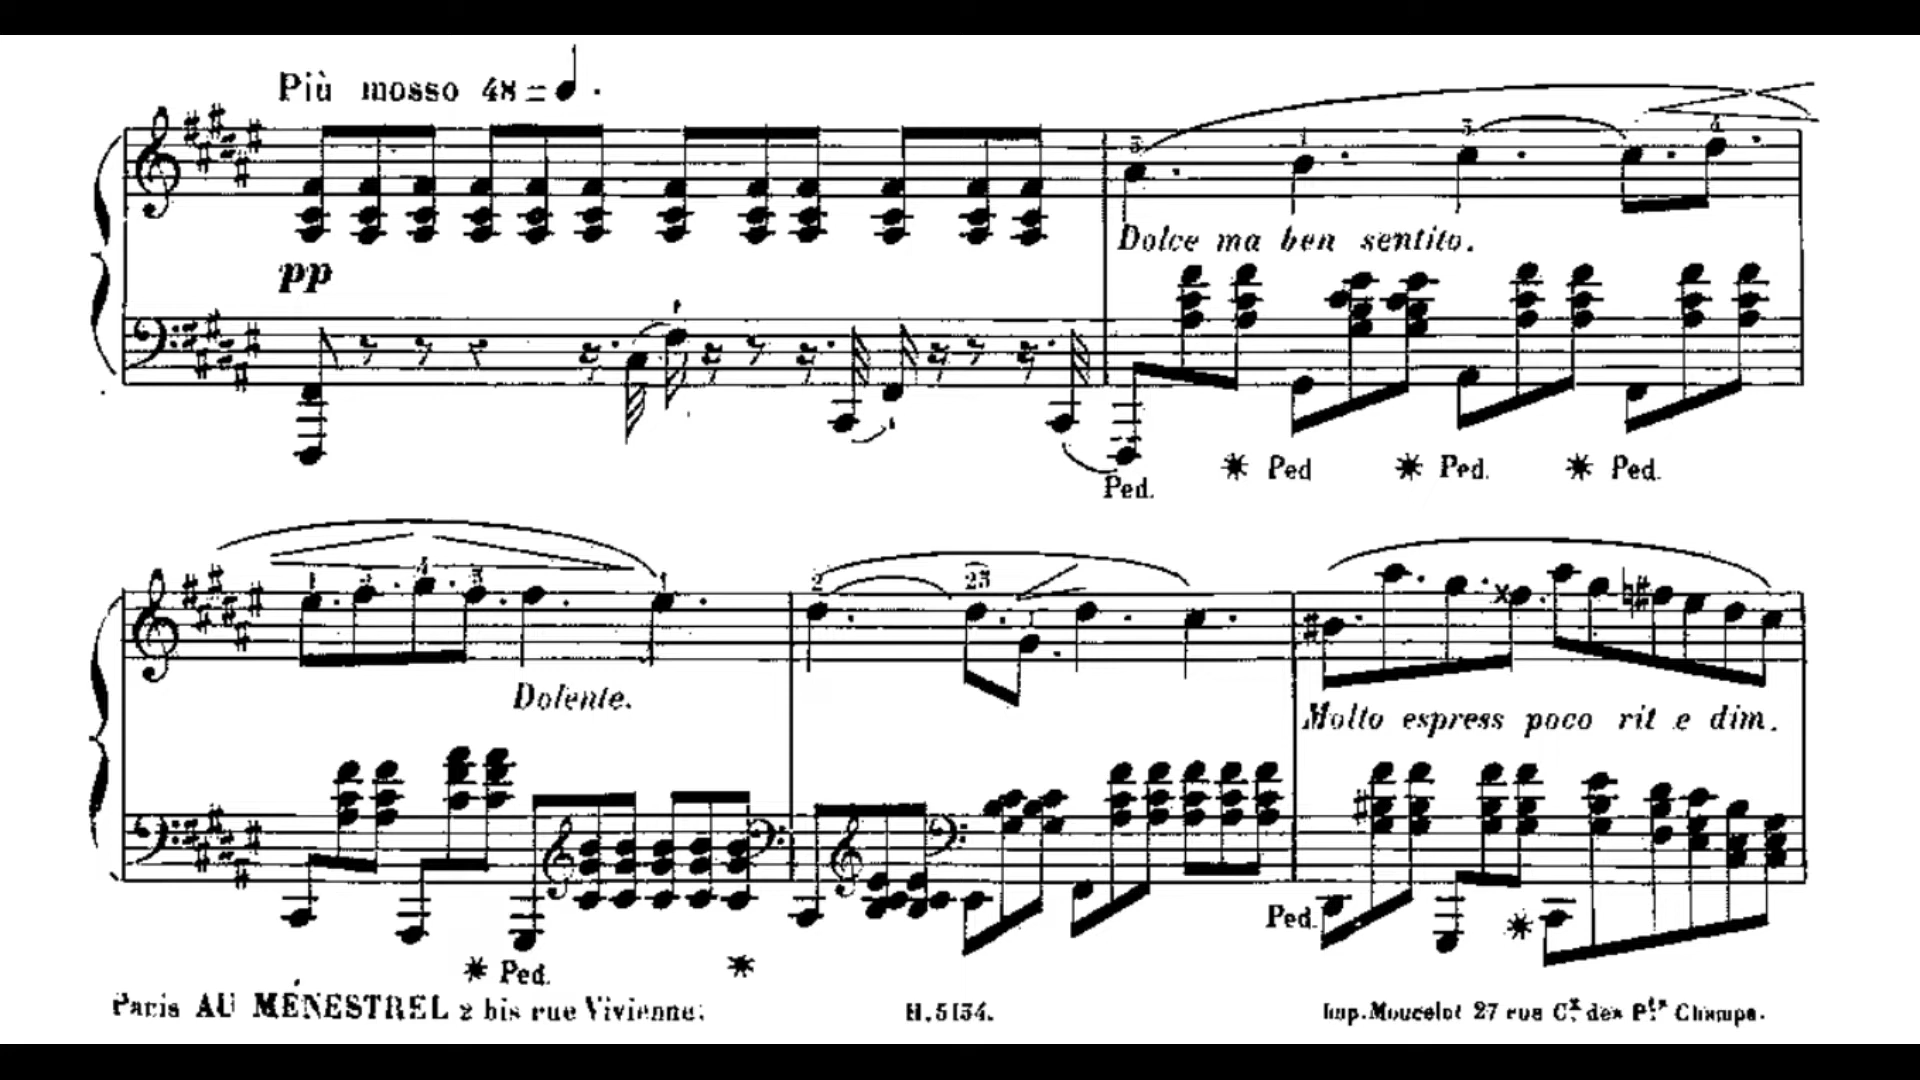 Più mosso 48 =
pp
Dolce ma ben sentito.
Ped. * Ped * Ped. * Ped.
Dolente.
Molto espress poco rit e dim.
* Ped. * Ped. *
Paris AU MÉNESTREL 2 bis rue Vivienne. H.5134. Imp. Moucelot 27 rue Cx des Pts Champs.